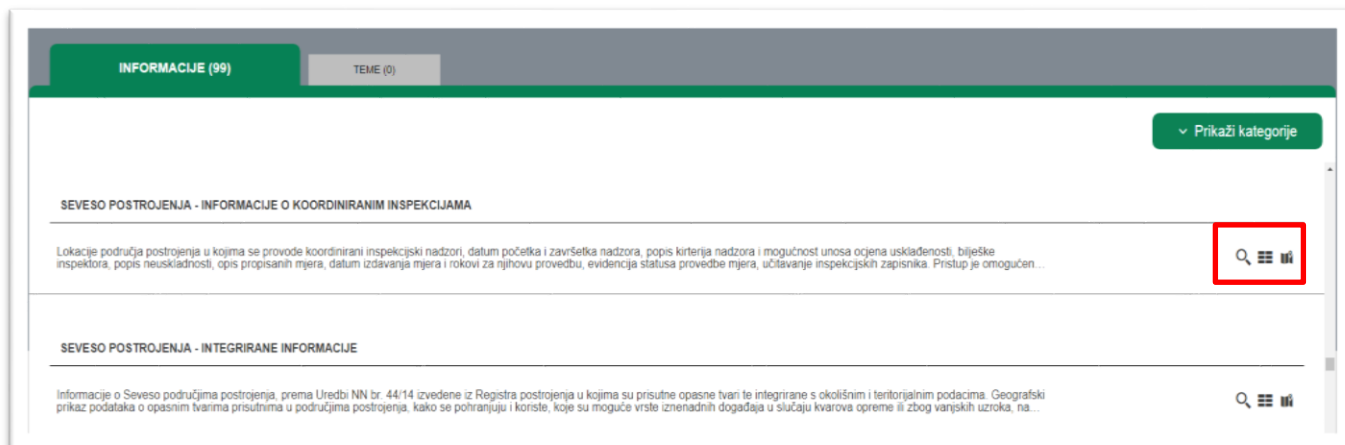 INFORMACIJE (99)
TEME (0)
Prikaži kategorije
SEVESO POSTROJENJA - INFORMACIJE O KOORDINIRANIM INSPEKCIJAMA
Lokacije područja postrojenja u kojima se provode koordinirani inspekcijski nadzori, datum početka i završetka nadzora, popis kirterija nadzora i mogućnost unosa ocjena usklađenosti, bilješke
inspektora, popis neuskladnosti, opis propisanih mjera, datum izdavanja mjera i rokovi za njihovu provedbu, evidencija statusa provedbe mjera, učitavanje inspekcijskih zapisnika. Pristup je omogućen...
SEVESO POSTROJENJA - INTEGRIRANE INFORMACIJE
Informacije o Seveso područjima postrojenja, prema Uredbi NN br. 44/14 izvedene iz Registra postrojenja u kojima su prisutne opasne tvari te integrirane s okolišnim i teritorijalnim podacima. Geografski
prikaz podataka o opasnim tvarima prisutnima u područjima postrojenja, kako se pohranjuju i koriste, koje su moguće vrste iznenadnih događaja u slučaju kvarova opreme ili zbog vanjskih uzroka, na...